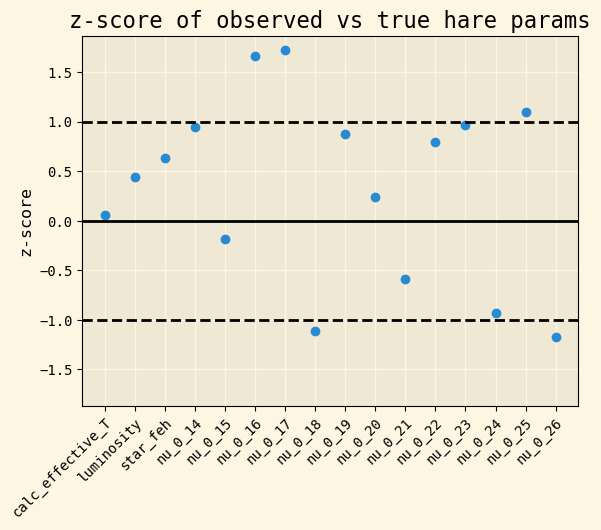 z-score of observed vs true hare params
z-score
1.5
1.0
0.5
0.0
−0.5
−1.0
−1.5
calc_effective_T
luminosity
star_feh
nu_0_14
nu_0_15
nu_0_16
nu_0_17
nu_0_18
nu_0_19
nu_0_20
nu_0_21
nu_0_22
nu_0_23
nu_0_24
nu_0_25
nu_0_26